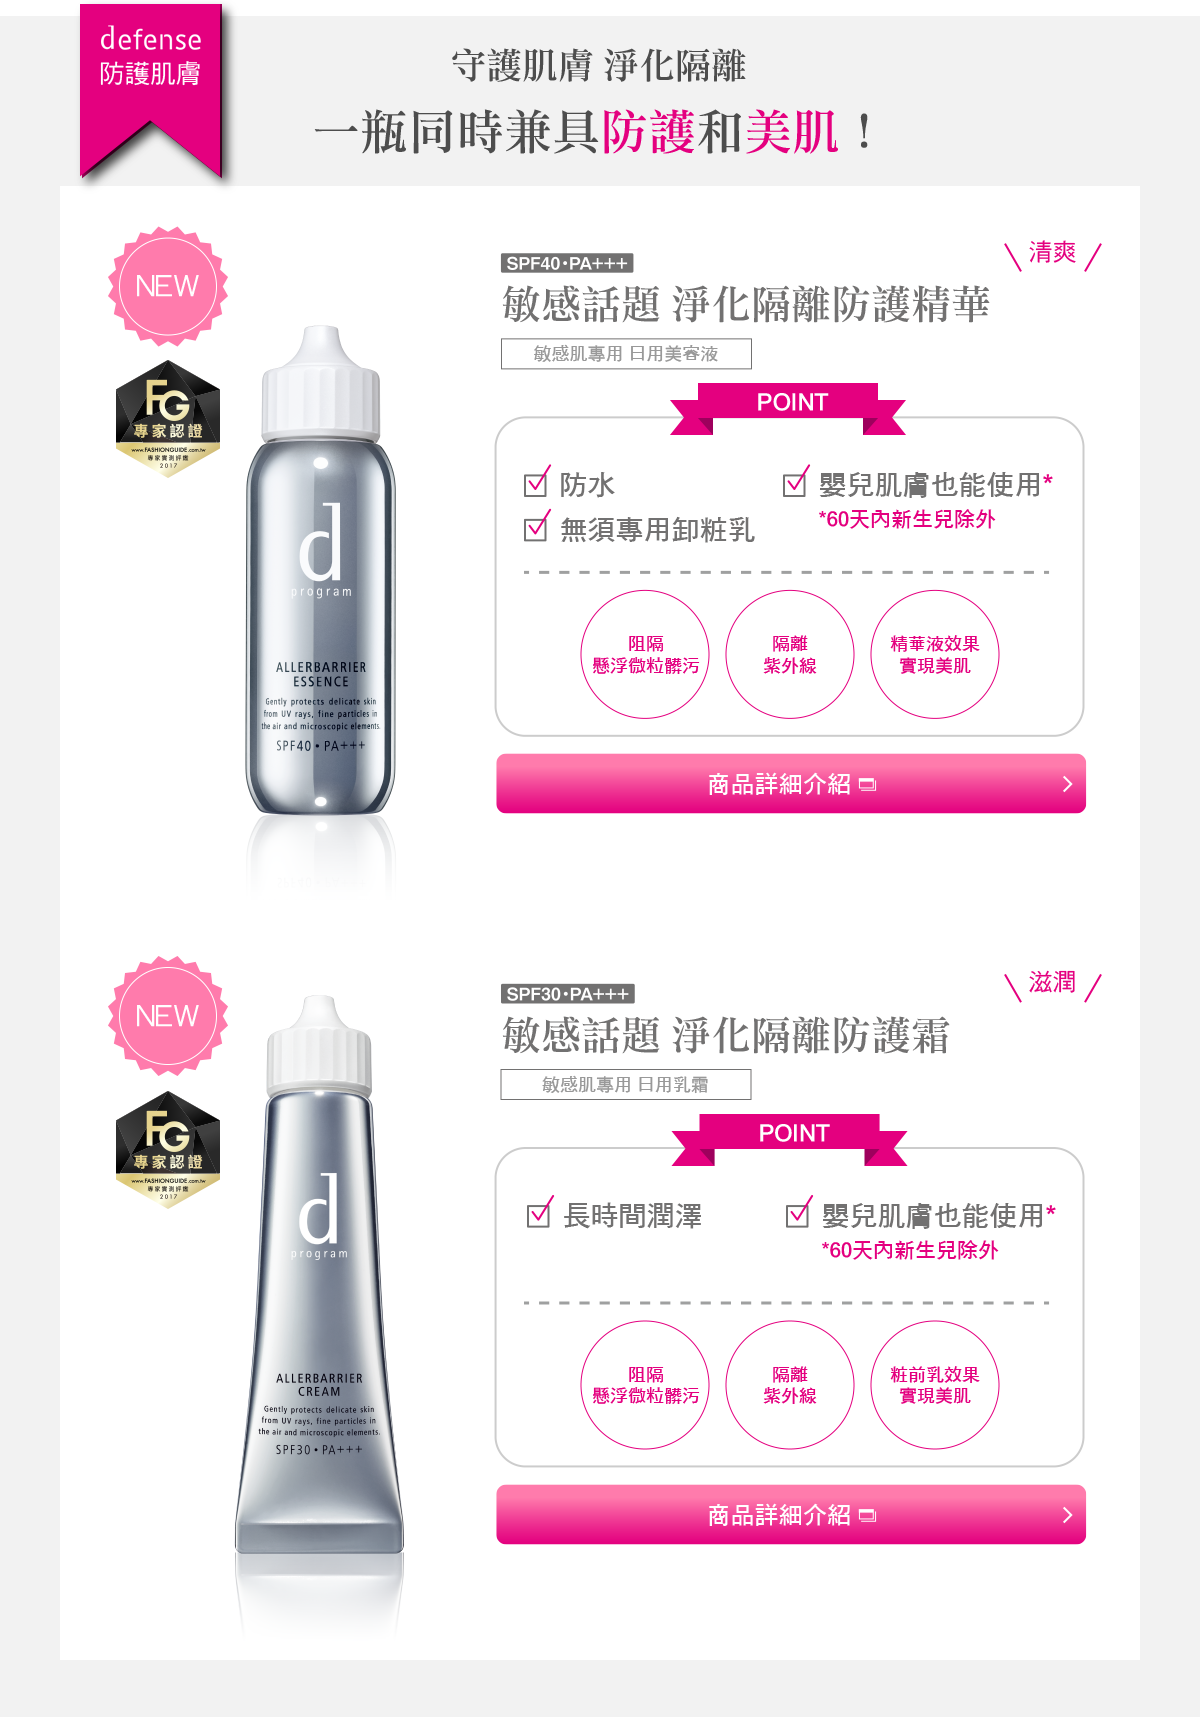 defense
防護肌膚
守護肌膚 淨化隔離
一瓶同時兼具防護和美肌！
NEW
FG
專家認證
www.FASHIONGUIDE.com.tw
專家實測評鑑
2017
d
program
ALLERBARRIER
ESSENCE
Gently protects delicate skin
from UV rays, fine particles in
the air and microscopic elements.
SPF40・PA+++
SPF40・PA+++
清爽
敏感話題 淨化隔離防護精華
敏感肌專用 日用美容液
POINT
防水
嬰兒肌膚也能使用*
無須專用卸粧乳
*60天內新生兒除外
阻隔
懸浮微粒髒污
隔離
紫外線
精華液效果
實現美肌
商品詳細介紹
NEW
FG
專家認證
www.FASHIONGUIDE.com.tw
專家實測評鑑
2017
d
program
ALLERBARRIER
CREAM
Gently protects delicate skin
from UV rays, fine particles in
the air and microscopic elements.
SPF30・PA+++
SPF30・PA+++
滋潤
敏感話題 淨化隔離防護霜
敏感肌專用 日用乳霜
POINT
長時間潤澤
嬰兒肌膚也能使用*
*60天內新生兒除外
阻隔
懸浮微粒髒污
隔離
紫外線
粧前乳效果
實現美肌
商品詳細介紹